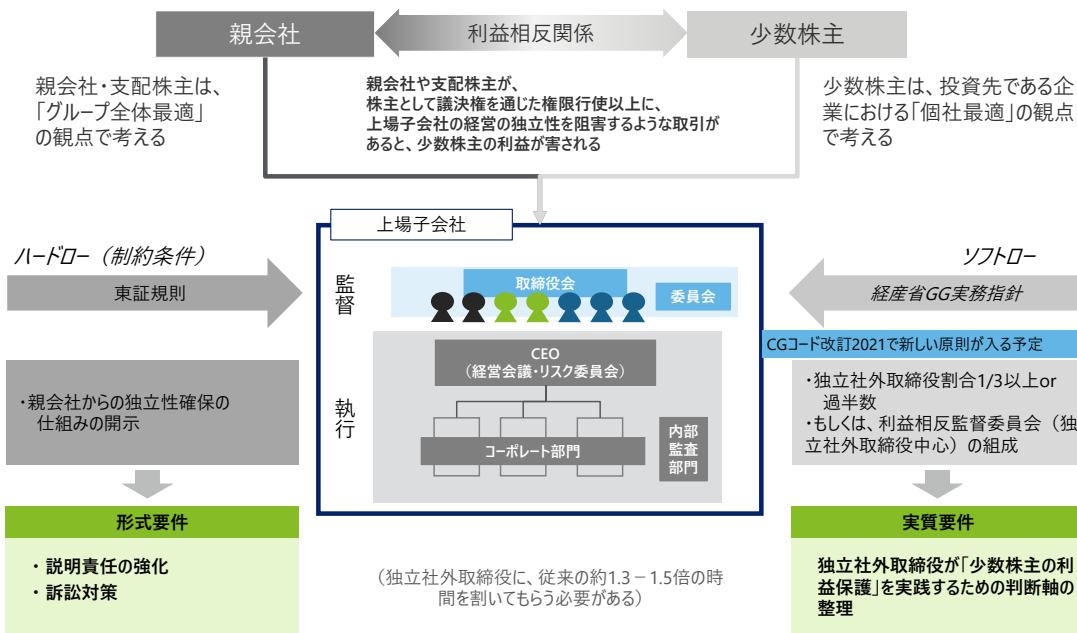 親会社
利益相反関係
少数株主
親会社・支配株主は、
「グループ全体最適」
の観点で考える
親会社や支配株主が、
株主として議決権を通じた権限行使以上に、
上場子会社の経営の独立性を阻害するような取引が
あると、少数株主の利益が害される
少数株主は、投資先である企
業における「個社最適」の観点
で考える
上場子会社
ハードロー（制約条件）
東証規則
・親会社からの独立性確保の
仕組みの開示
形式要件
・ 説明責任の強化
・ 訴訟対策
監督
取締役会
委員会
執行
CEO
（経営会議・リスク委員会）
コーポレート部門
内部
監査
部門
（独立社外取締役に、従来の約1.3－1.5倍の時
間を割いてもらう必要がある）
ソフトロー
経産省GG実務指針
CGコード改訂2021で新しい原則が入る予定
・独立社外取締役割合1/3以上or
過半数
・もしくは、利益相反監督委員会（独
立社外取締役中心）の組成
実質要件
独立社外取締役が「少数株主の利
益保護」を実践するための判断軸の
整理